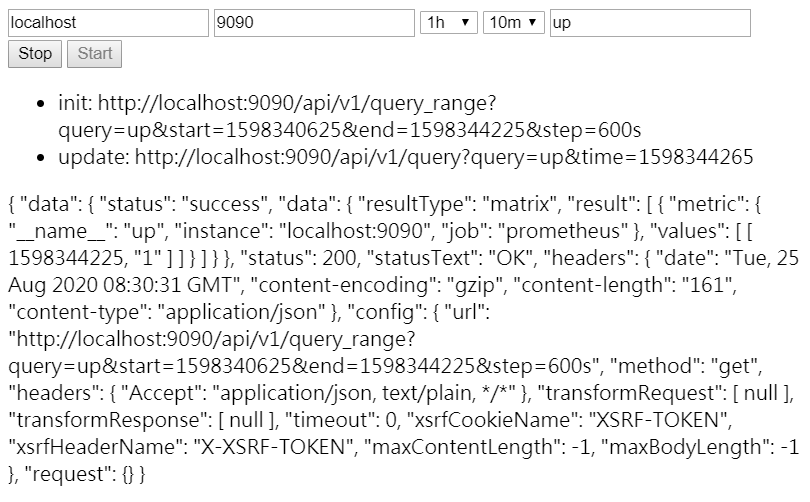 localhost 9090 1h 10m up
Stop Start
• init: http://localhost:9090/api/v1/query_range?
query=up&start=1598340625&end=1598344225&step=600s
• update: http://localhost:9090/api/v1/query?query=up&time=1598344265
{ "data": { "status": "success", "data": { "resultType": "matrix", "result": [ { "metric": {
"__name__": "up", "instance": "localhost:9090", "job": "prometheus" }, "values": [ [
1598344225, "1" ] ] } ] } }, "status": 200, "statusText": "OK", "headers": { "date": "Tue, 25
Aug 2020 08:30:31 GMT", "content-encoding": "gzip", "content-length": "161",
"content-type": "application/json" }, "config": { "url":
"http://localhost:9090/api/v1/query_range?
query=up&start=1598340625&end=1598344225&step=600s", "method": "get",
"headers": { "Accept": "application/json, text/plain, */*" }, "transformRequest": [ null ],
"transformResponse": [ null ], "timeout": 0, "xsrfCookieName": "XSRF-TOKEN",
"xsrfHeaderName": "X-XSRF-TOKEN", "maxContentLength": -1, "maxBodyLength": -1
}, "request": {} }